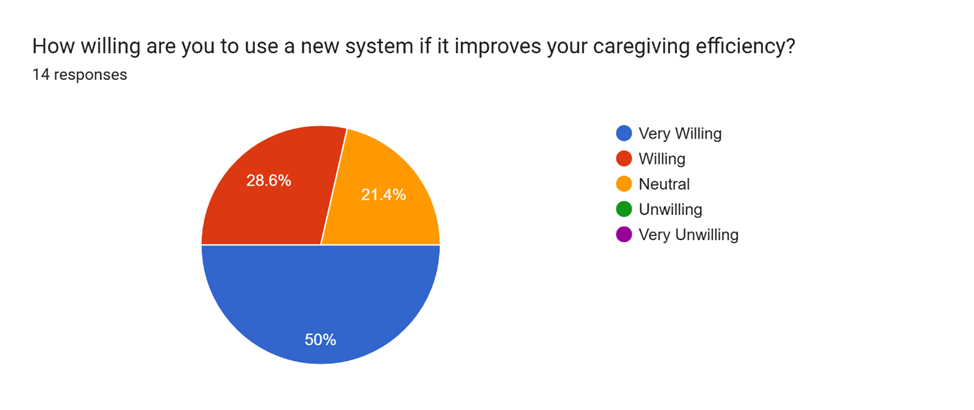 How willing are you to use a new system if it improves your caregiving efficiency?
14 responses
28.6%
21.4%
50%
Very Willing
Willing
Neutral
Unwilling
Very Unwilling